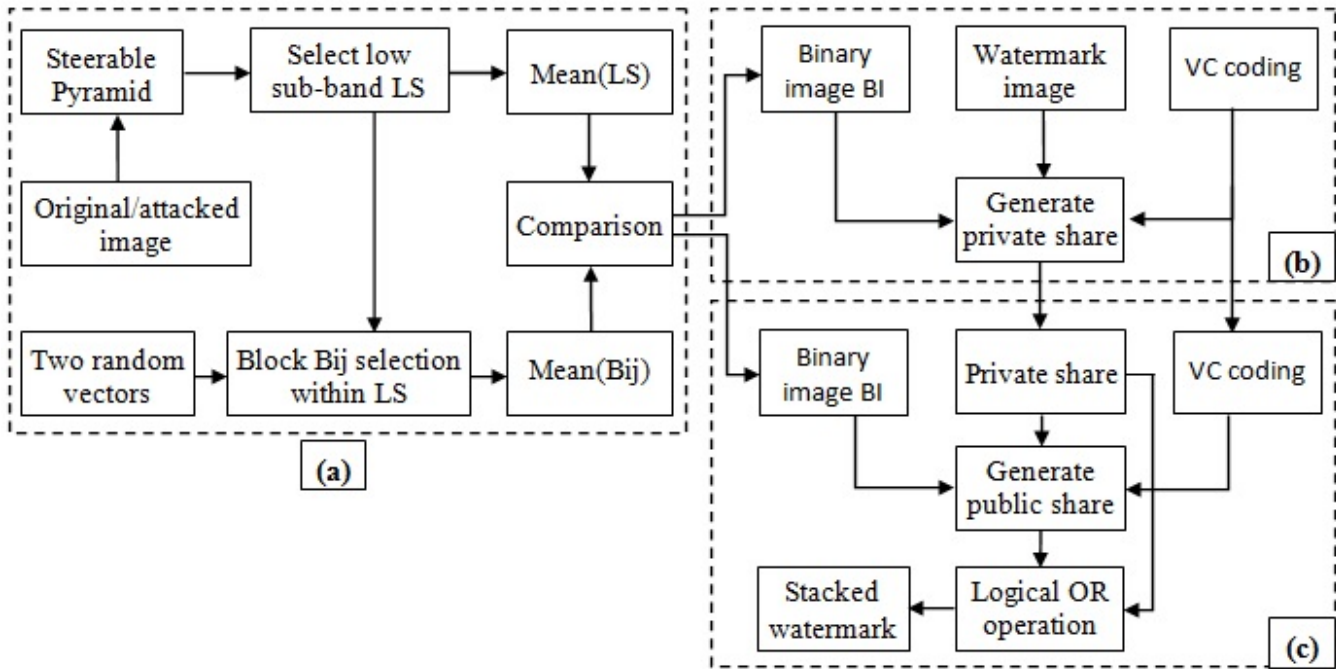 Steerable
Pyramid
Select low
sub-band LS
Mean(LS)
Original/attacked
image
Comparison
Two random
vectors
Block Bij selection
within LS
Mean(Bij)
(a)
Binary
image BI
Watermark
image
VC coding
Generate
private share
(b)
Binary
image BI
Private share
VC coding
Generate
public share
Stacked
watermark
Logical OR
operation
(c)